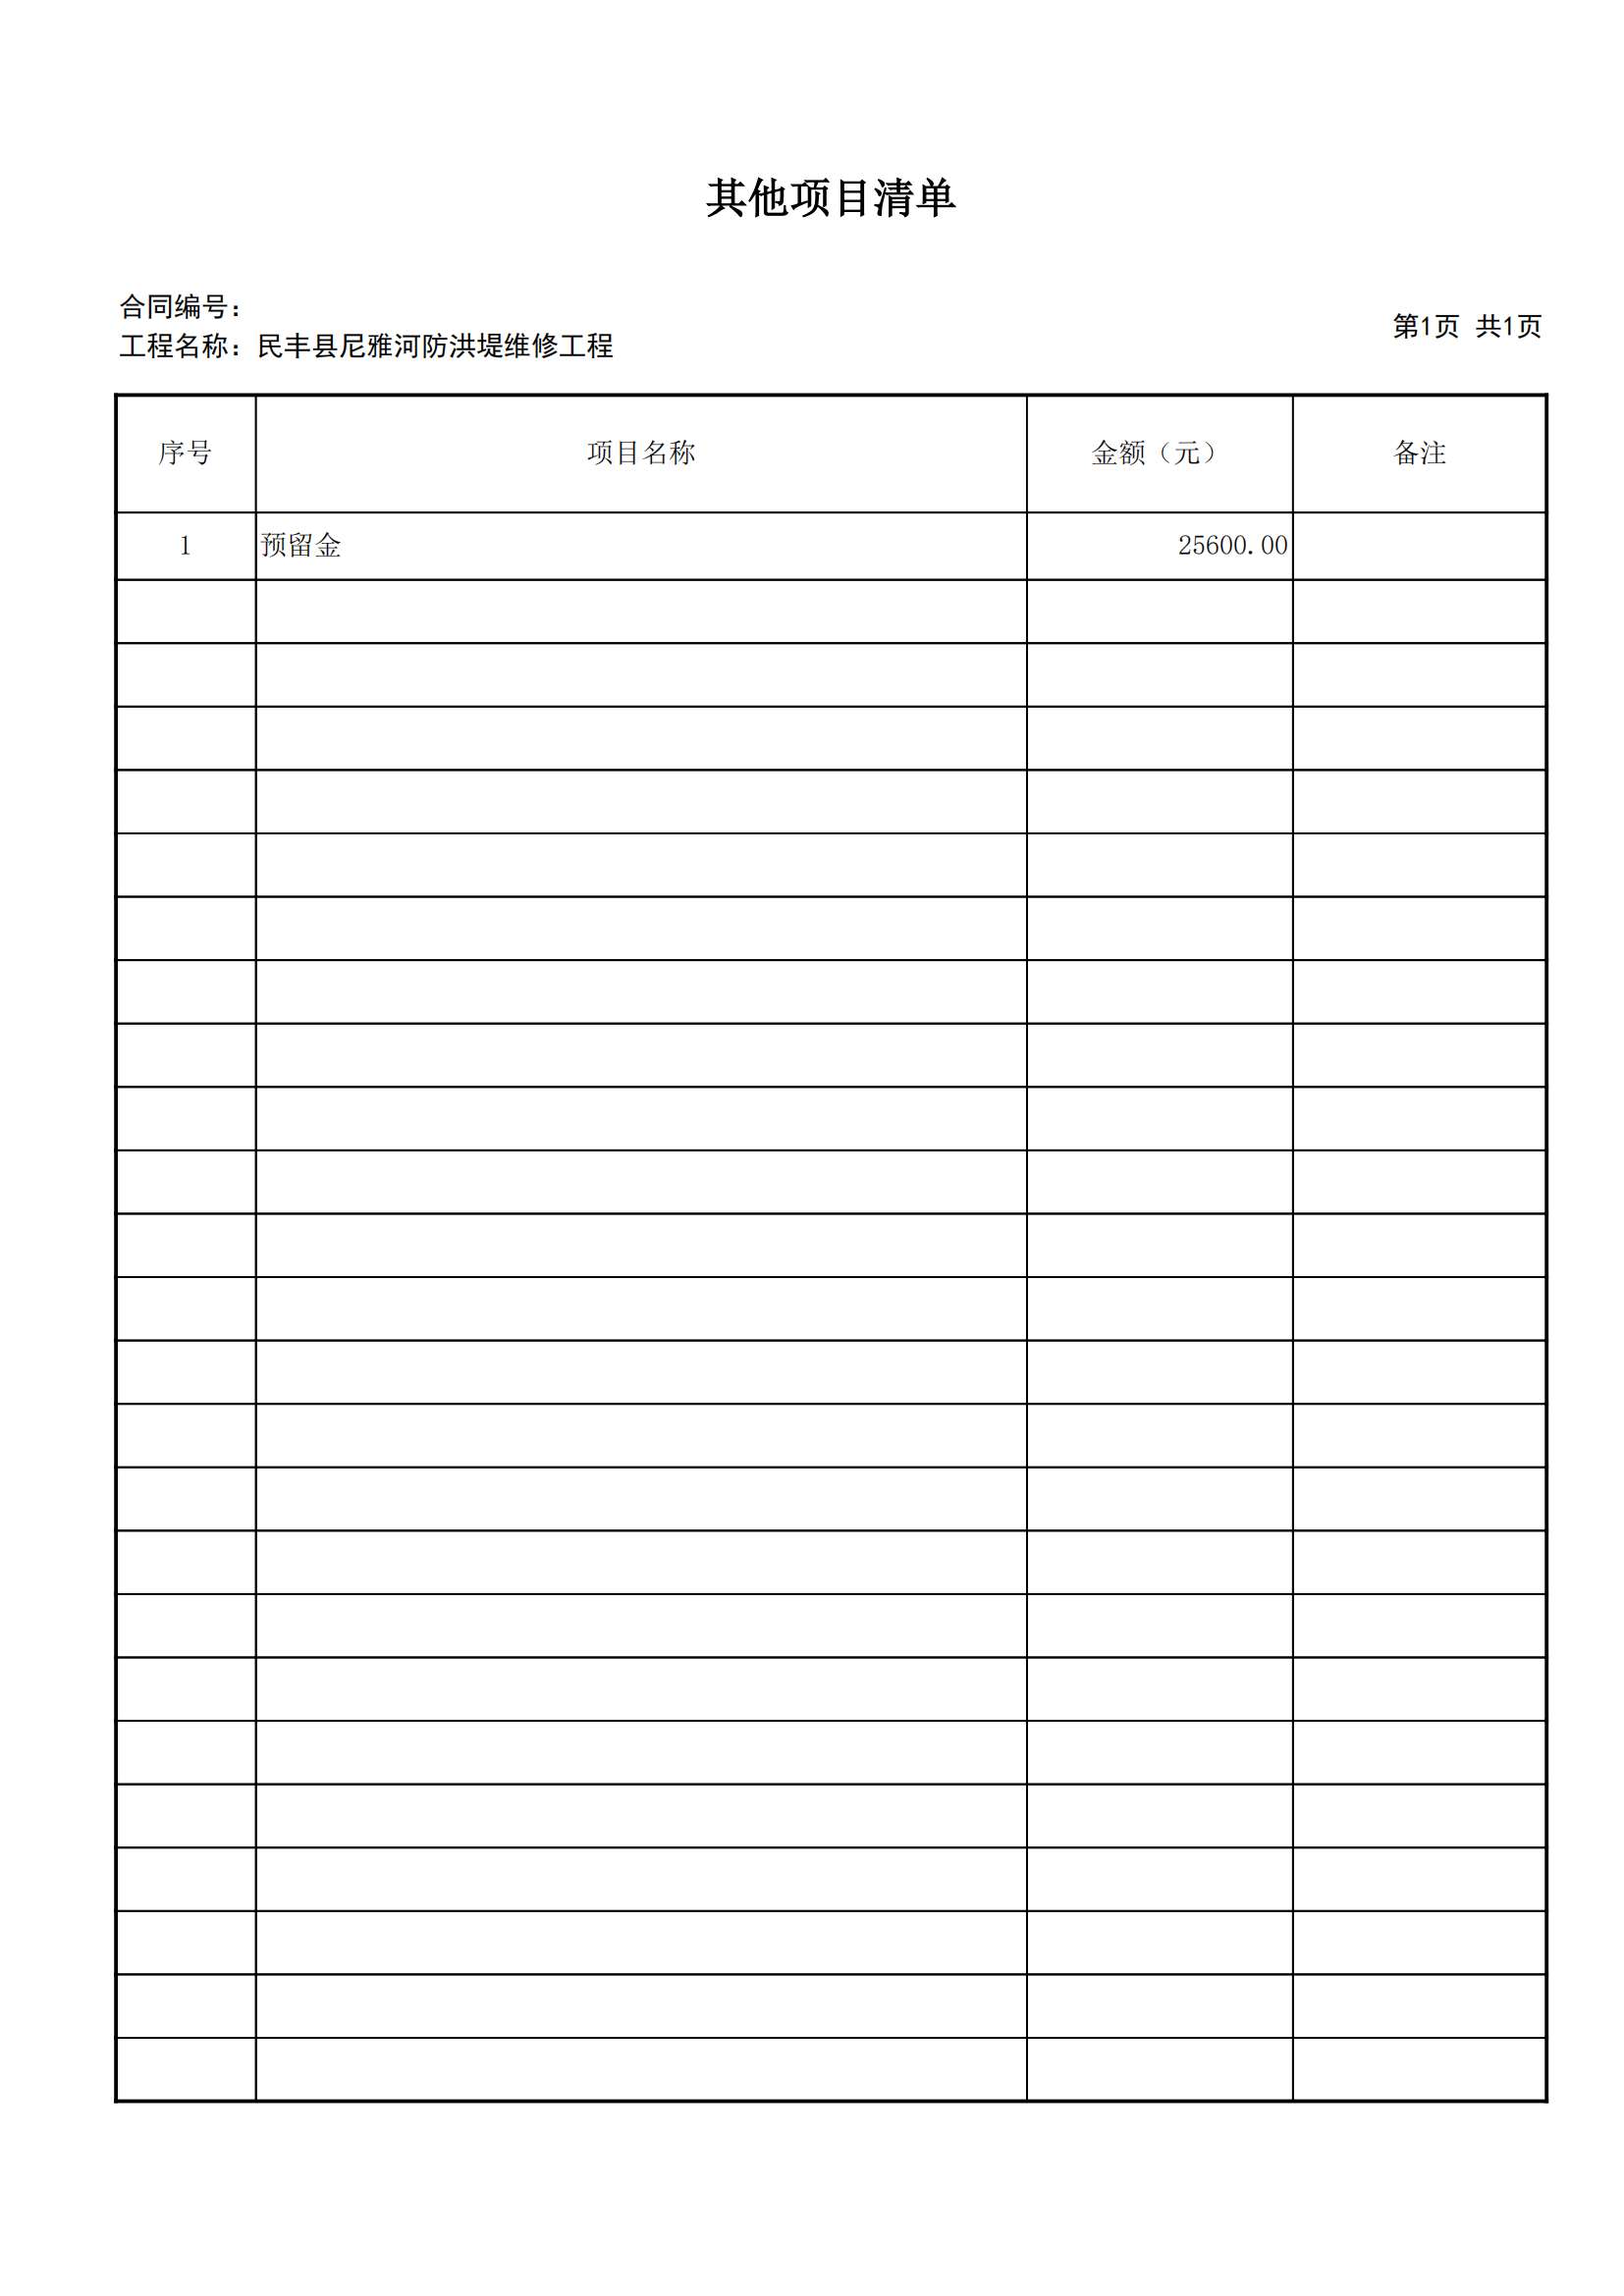 其他项目清单
合同编号：
工程名称：民丰县尼雅河防洪堤维修工程
第1页 共1页
序号 项目名称 金额（元） 备注
1 预留金 25600.00